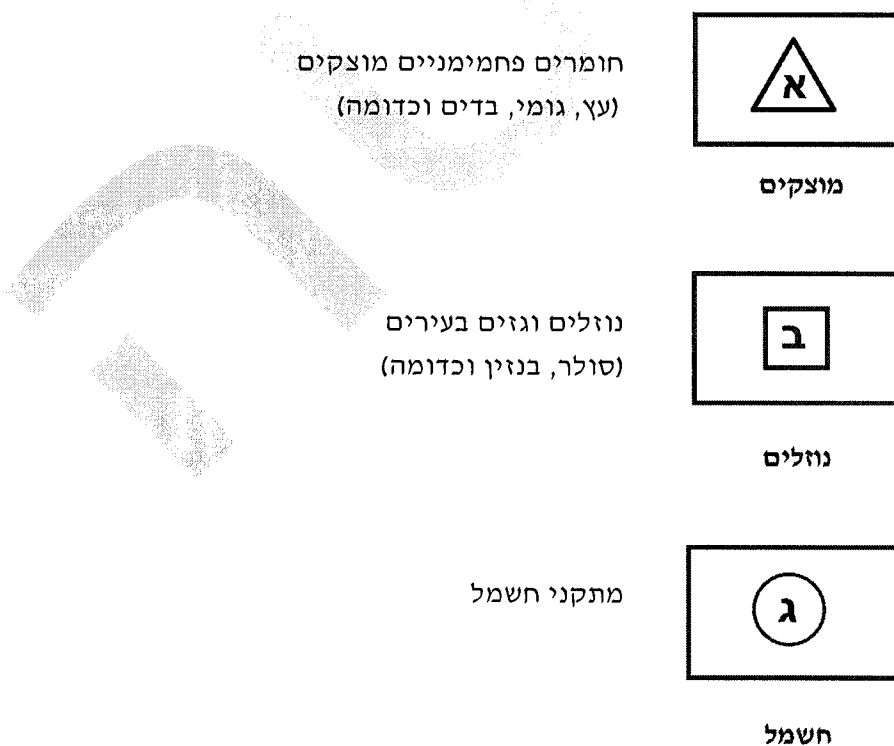 א
חומרים פחמימניים מוצקים
(עץ, גומי, בדים וכדומה)
מוצקים
ב
נוזלים וגזים בעירים
(סולר, בנזין וכדומה)
נוזלים
ג
מתקני חשמל
חשמל